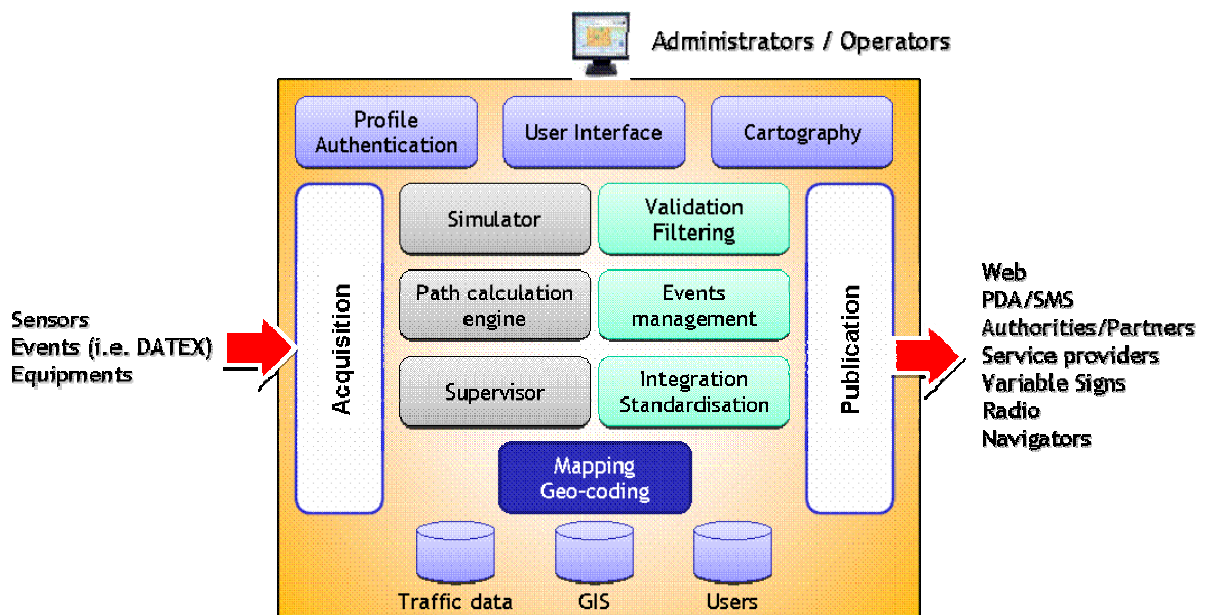 Administrators / Operators
Profile
Authentication
User Interface
Cartography
Sensors
Events (i.e. DATEX)
Equipments
Acquisition
Simulator
Validation
Filtering
Path calculation
engine
Events
management
Supervisor
Integration
Standardisation
Mapping
Geo-coding
Publication
Web
PDA/SMS
Authorities/Partners
Service providers
Variable Signs
Radio
Navigators
Traffic data
GIS
Users